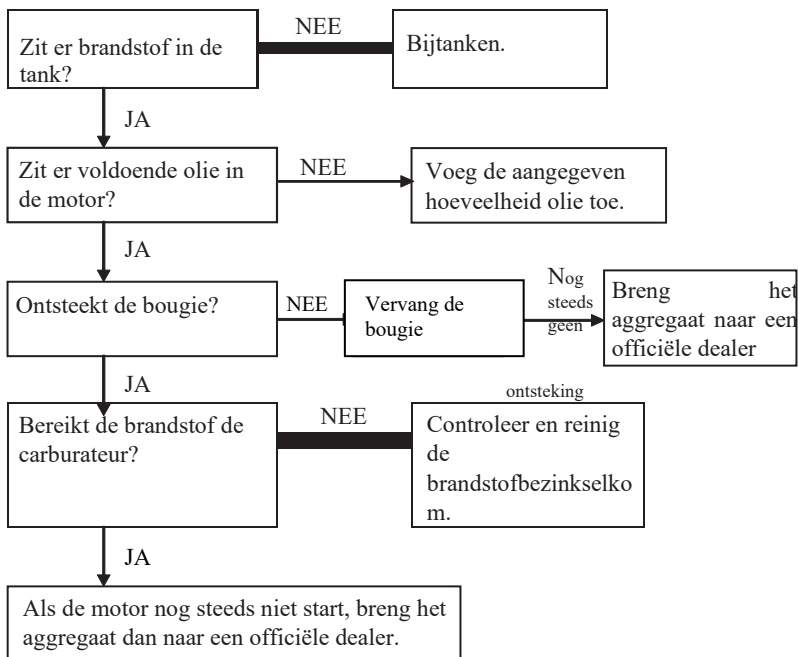 Zit er brandstof in de
tank?
NEE
Bijtanken.
JA
Zit er voldoende olie in
de motor?
NEE
Voeg de aangegeven
hoeveelheid olie toe.
JA
Ontsteekt de bougie?
NEE
Vervang de
bougie
Nog
steeds
geen
ontsteking
Breng het
aggregaat naar een
officiële dealer
JA
Bereikt de brandstof de
carburateur?
NEE
Controleer en reinig
de
brandstofbezinkselko
m.
JA
Als de motor nog steeds niet start, breng het
aggregaat dan naar een officiële dealer.